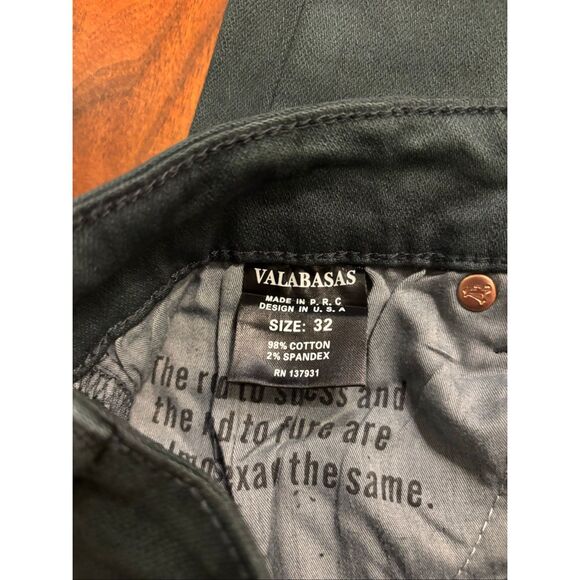 VALABASAS
MADE IN P. R. C
DESIGN IN U. S. A
SIZE: 32
98% COTTON
2% SPANDEX
RN 137931
The to and
the to are
the same.